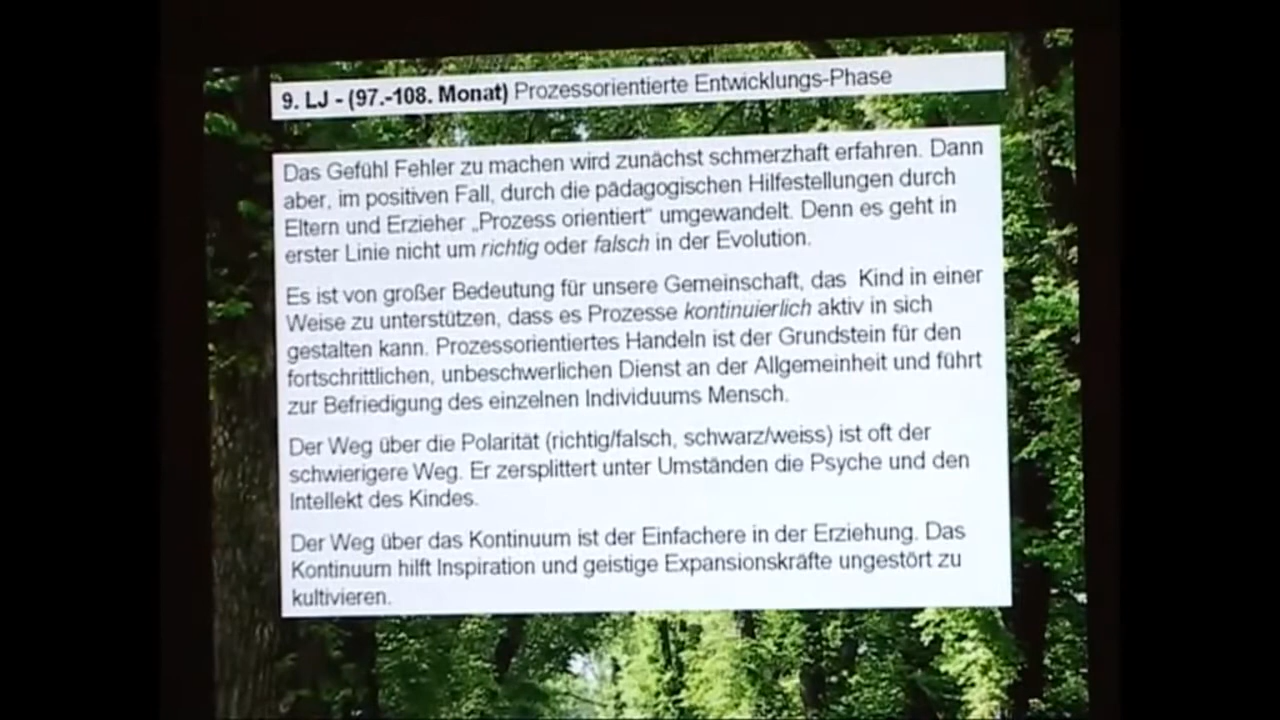 9. LJ - (97.-108. Monat) Prozessorientierte Entwicklungs-Phase
Das Gefühl Fehler zu machen wird zunächst schmerzhaft erfahren. Dann
aber, im positiven Fall, durch die pädagogischen Hilfestellungen durch
Eltern und Erzieher „Prozess orientiert“ umgewandelt. Denn es geht in
erster Linie nicht um richtig oder falsch in der Evolution.
Es ist von großer Bedeutung für unsere Gemeinschaft, das Kind in einer
Weise zu unterstützen, dass es Prozesse kontinuierlich aktiv in sich
gestalten kann. Prozessorientiertes Handeln ist der Grundstein für den
fortschrittlichen, unbeschwerlichen Dienst an der Allgemeinheit und führt
zur Befriedigung des einzelnen Individuums Mensch.
Der Weg über die Polarität (richtig/falsch, schwarz/weiss) ist oft der
schwierigere Weg. Er zersplittert unter Umständen die Psyche und den
Intellekt des Kindes.
Der Weg über das Kontinuum ist der Einfachere in der Erziehung. Das
Kontinuum hilft Inspiration und geistige Expansionskräfte ungestört zu
kultivieren.